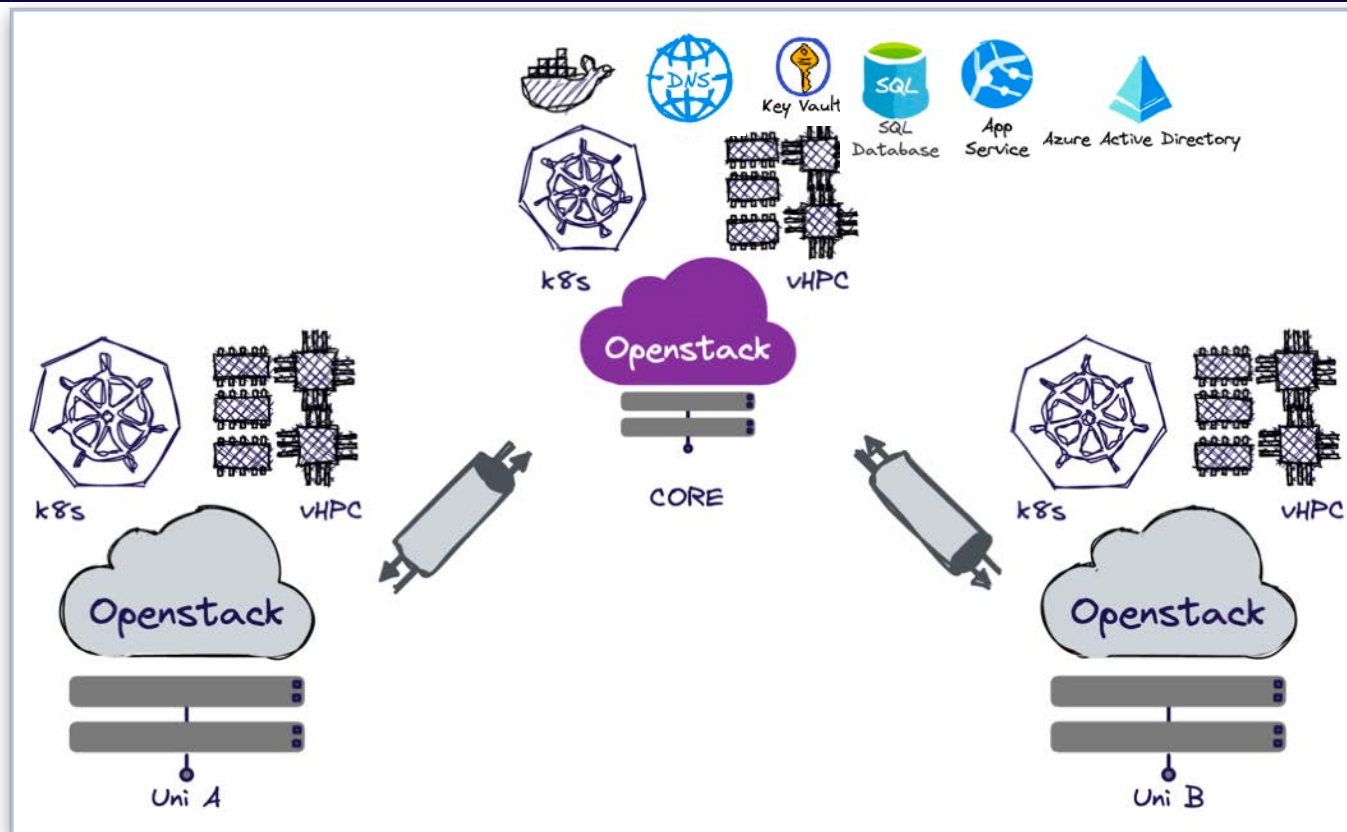 DNS
Key Vault
SQL
SQL
Database
App
Service
Azure Active Directory
k8s
vHPC
Openstack
CORE
k8s
vHPC
Openstack
Uni A
k8s
vHPC
Openstack
Uni B